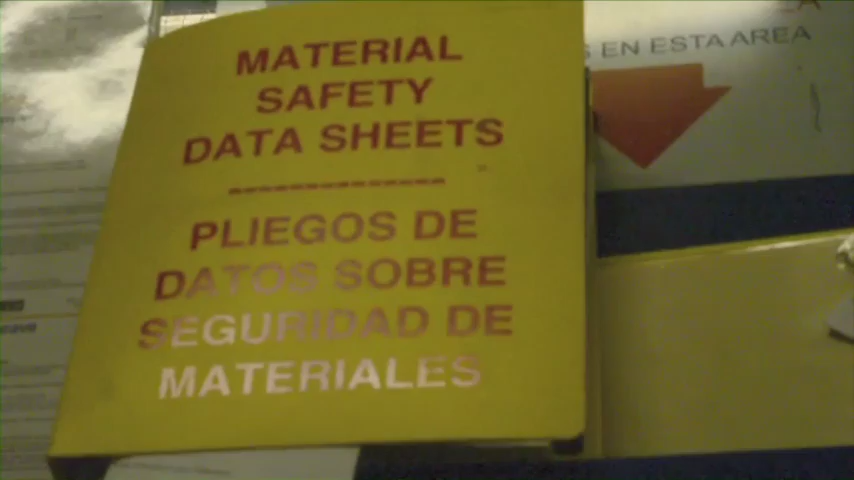 MATERIAL
SAFETY
DATA SHEETS
PLIEGOS DE
DATOS SOBRE
SEGURIDAD DE
MATERIALES
EN ESTA AREA